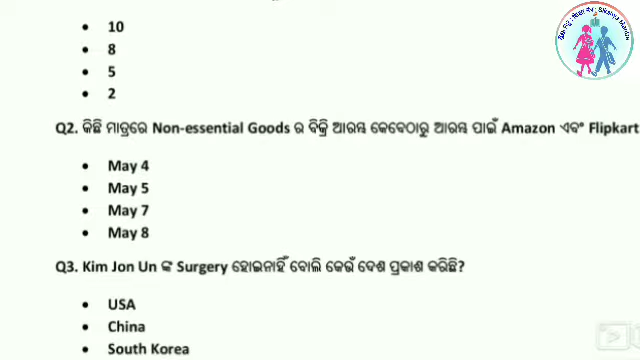 10
8
5
2
Q2. କିଛି ମାତ୍ରରେ Non-essential Goods ର ବିକ୍ରି ଆରମ୍ଭ କେବେଠାରୁ ଆରମ୍ଭ ପାଇଁ Amazon ଏବଂ Flipkart
May 4
May 5
May 7
May 8
Q3. Kim Jon Un ଙ୍କ Surgery ହୋଇନାହିଁ ବୋଲି କେଉଁ ଦେଶ ପ୍ରକାଶ କରିଛି?
USA
China
South Korea